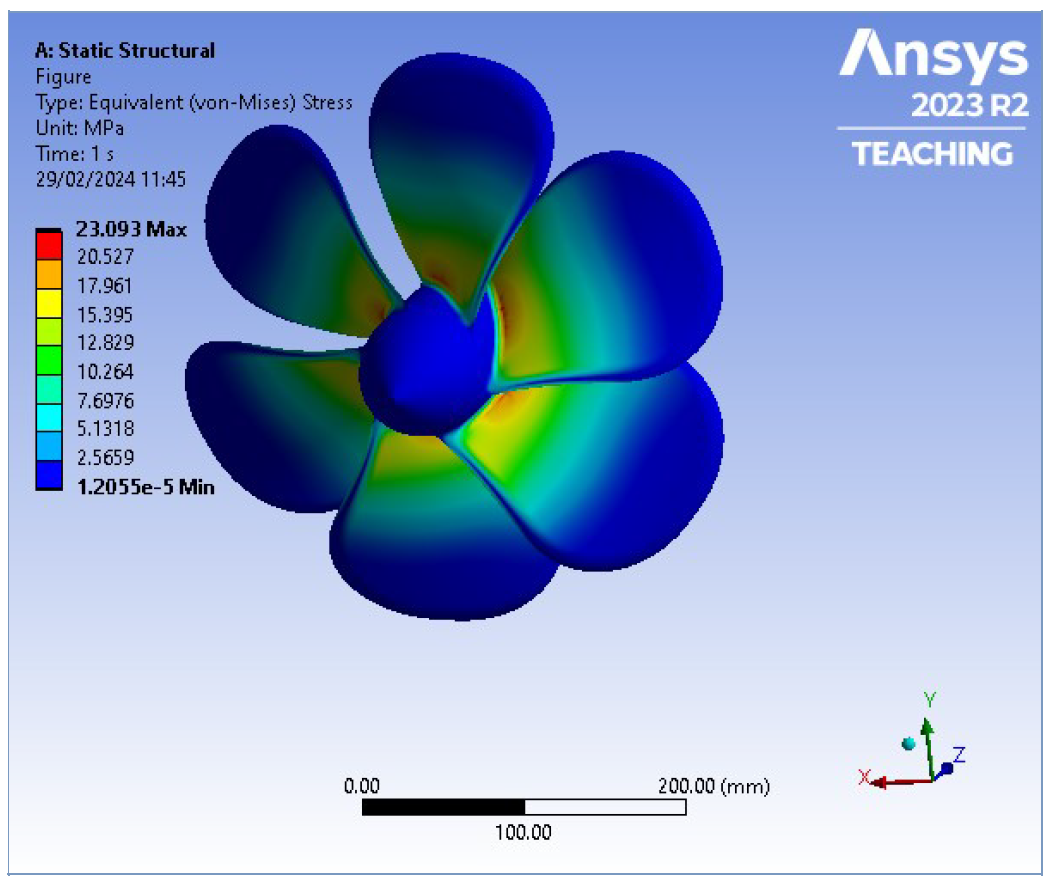 A: Static Structural
Figure
Type: Equivalent (von-Mises) Stress
Unit: MPa
Time: 1 s
29/02/2024 11:45
23.093 Max
20.527
17.961
15.395
12.829
10.264
7.6976
5.1318
2.5659
1.2055e-5 Min
Ansys
2023 R2
TEACHING
0.00 200.00 (mm)
100.00
Y
Z
X